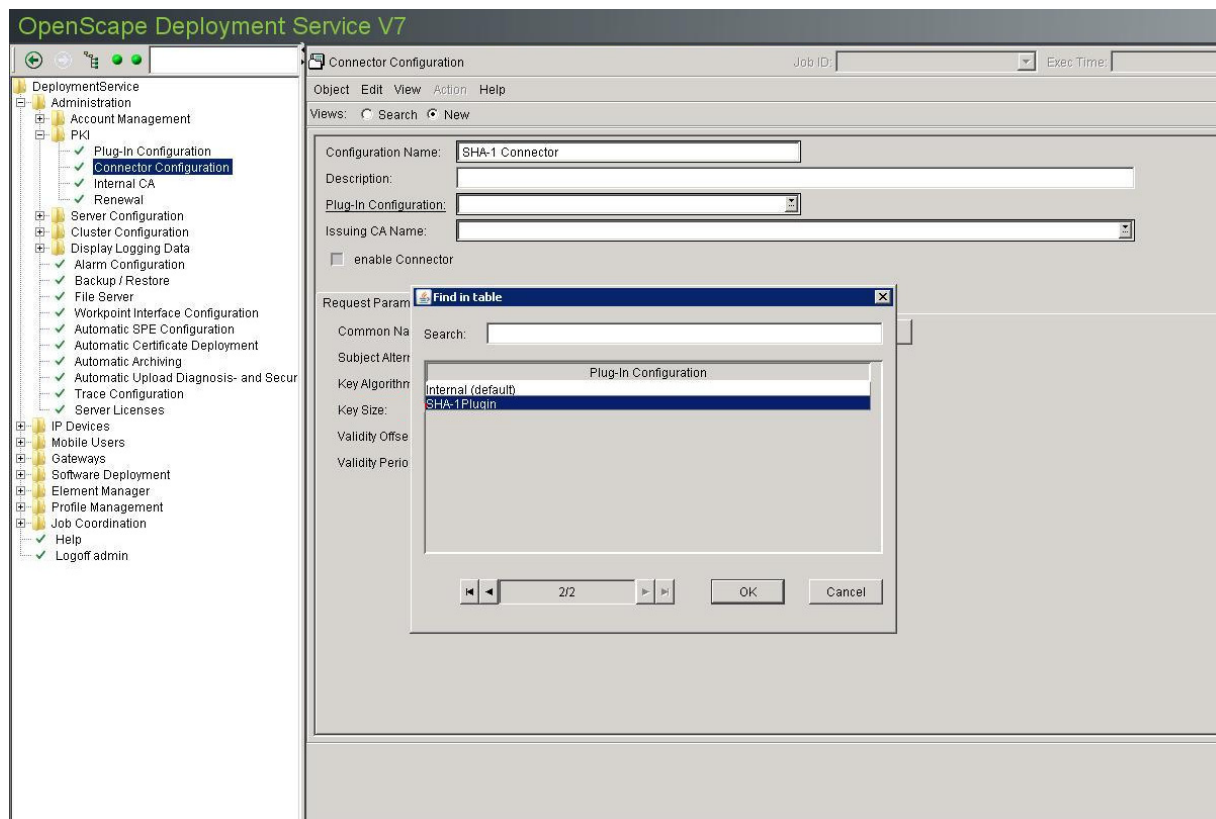 OpenScape Deployment Service V7
DeploymentService
Administration
Account Management
PKI
Plug-In Configuration
Connector Configuration
Internal CA
Renewal
Server Configuration
Cluster Configuration
Display Logging Data
Alarm Configuration
Backup / Restore
File Server
Workpoint Interface Configuration
Automatic SPE Configuration
Automatic Certificate Deployment
Automatic Archiving
Automatic Upload Diagnosis- and Secur
Trace Configuration
Server Licenses
IP Devices
Mobile Users
Gateways
Software Deployment
Element Manager
Profile Management
Job Coordination
Help
Logoff admin
Connector Configuration Job ID: Exec Time:
Object Edit View Action Help
Views: Search New
Configuration Name: SHA-1 Connector
Description:
Plug-In Configuration:
Issuing CA Name:
enable Connector
Request Param
Common Na
Subject Altern
Key Algorithm
Key Size:
Validity Offse
Validity Perio
Find in table
Search:
Plug-In Configuration
Internal (default)
SHA-1Plugin
2/2 OK Cancel